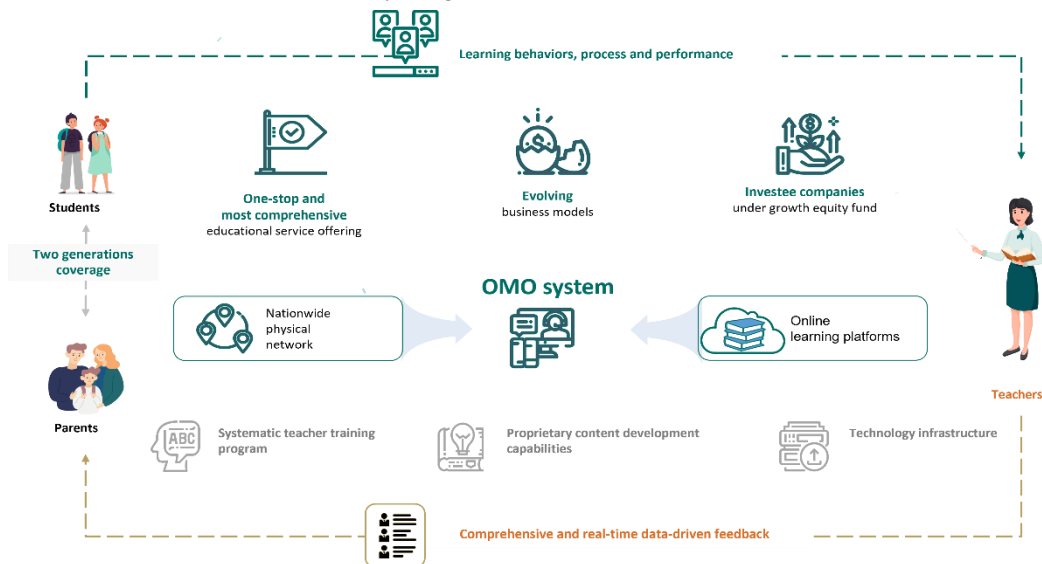 Learning behaviors, process and performance
Students
One-stop and
most comprehensive
educational service offering
Evolving
business models
Investee companies
under growth equity fund
Two generations
coverage
OMO system
Nationwide
physical
network
Online
learning platforms
Parents
Teachers
ABC
Systematic teacher training
program
Proprietary content development
capabilities
Technology infrastructure
Comprehensive and real-time data-driven feedback